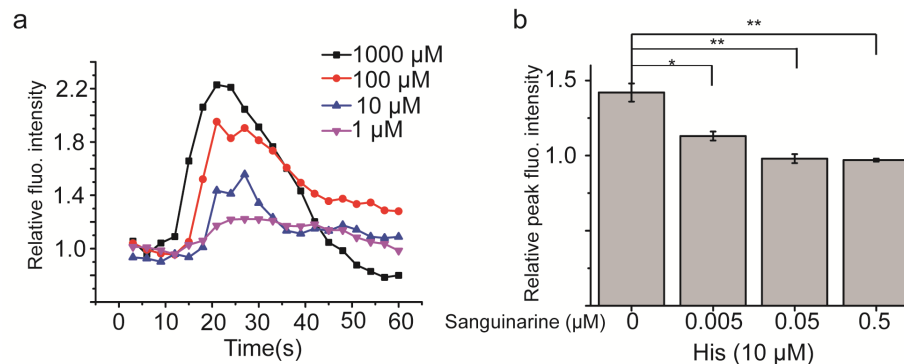 a
Relative fluo. intensity
2.2
1.8
1.4
1.0
0 10 20 30 40 50 60
Time(s)
1000 µM
100 µM
10 µM
1 µM
b
Relative peak fluo. intensity
1.5
1.0
**
**
*
Sanguinarine (µM) 0 0.005 0.05 0.5
His (10 µM)